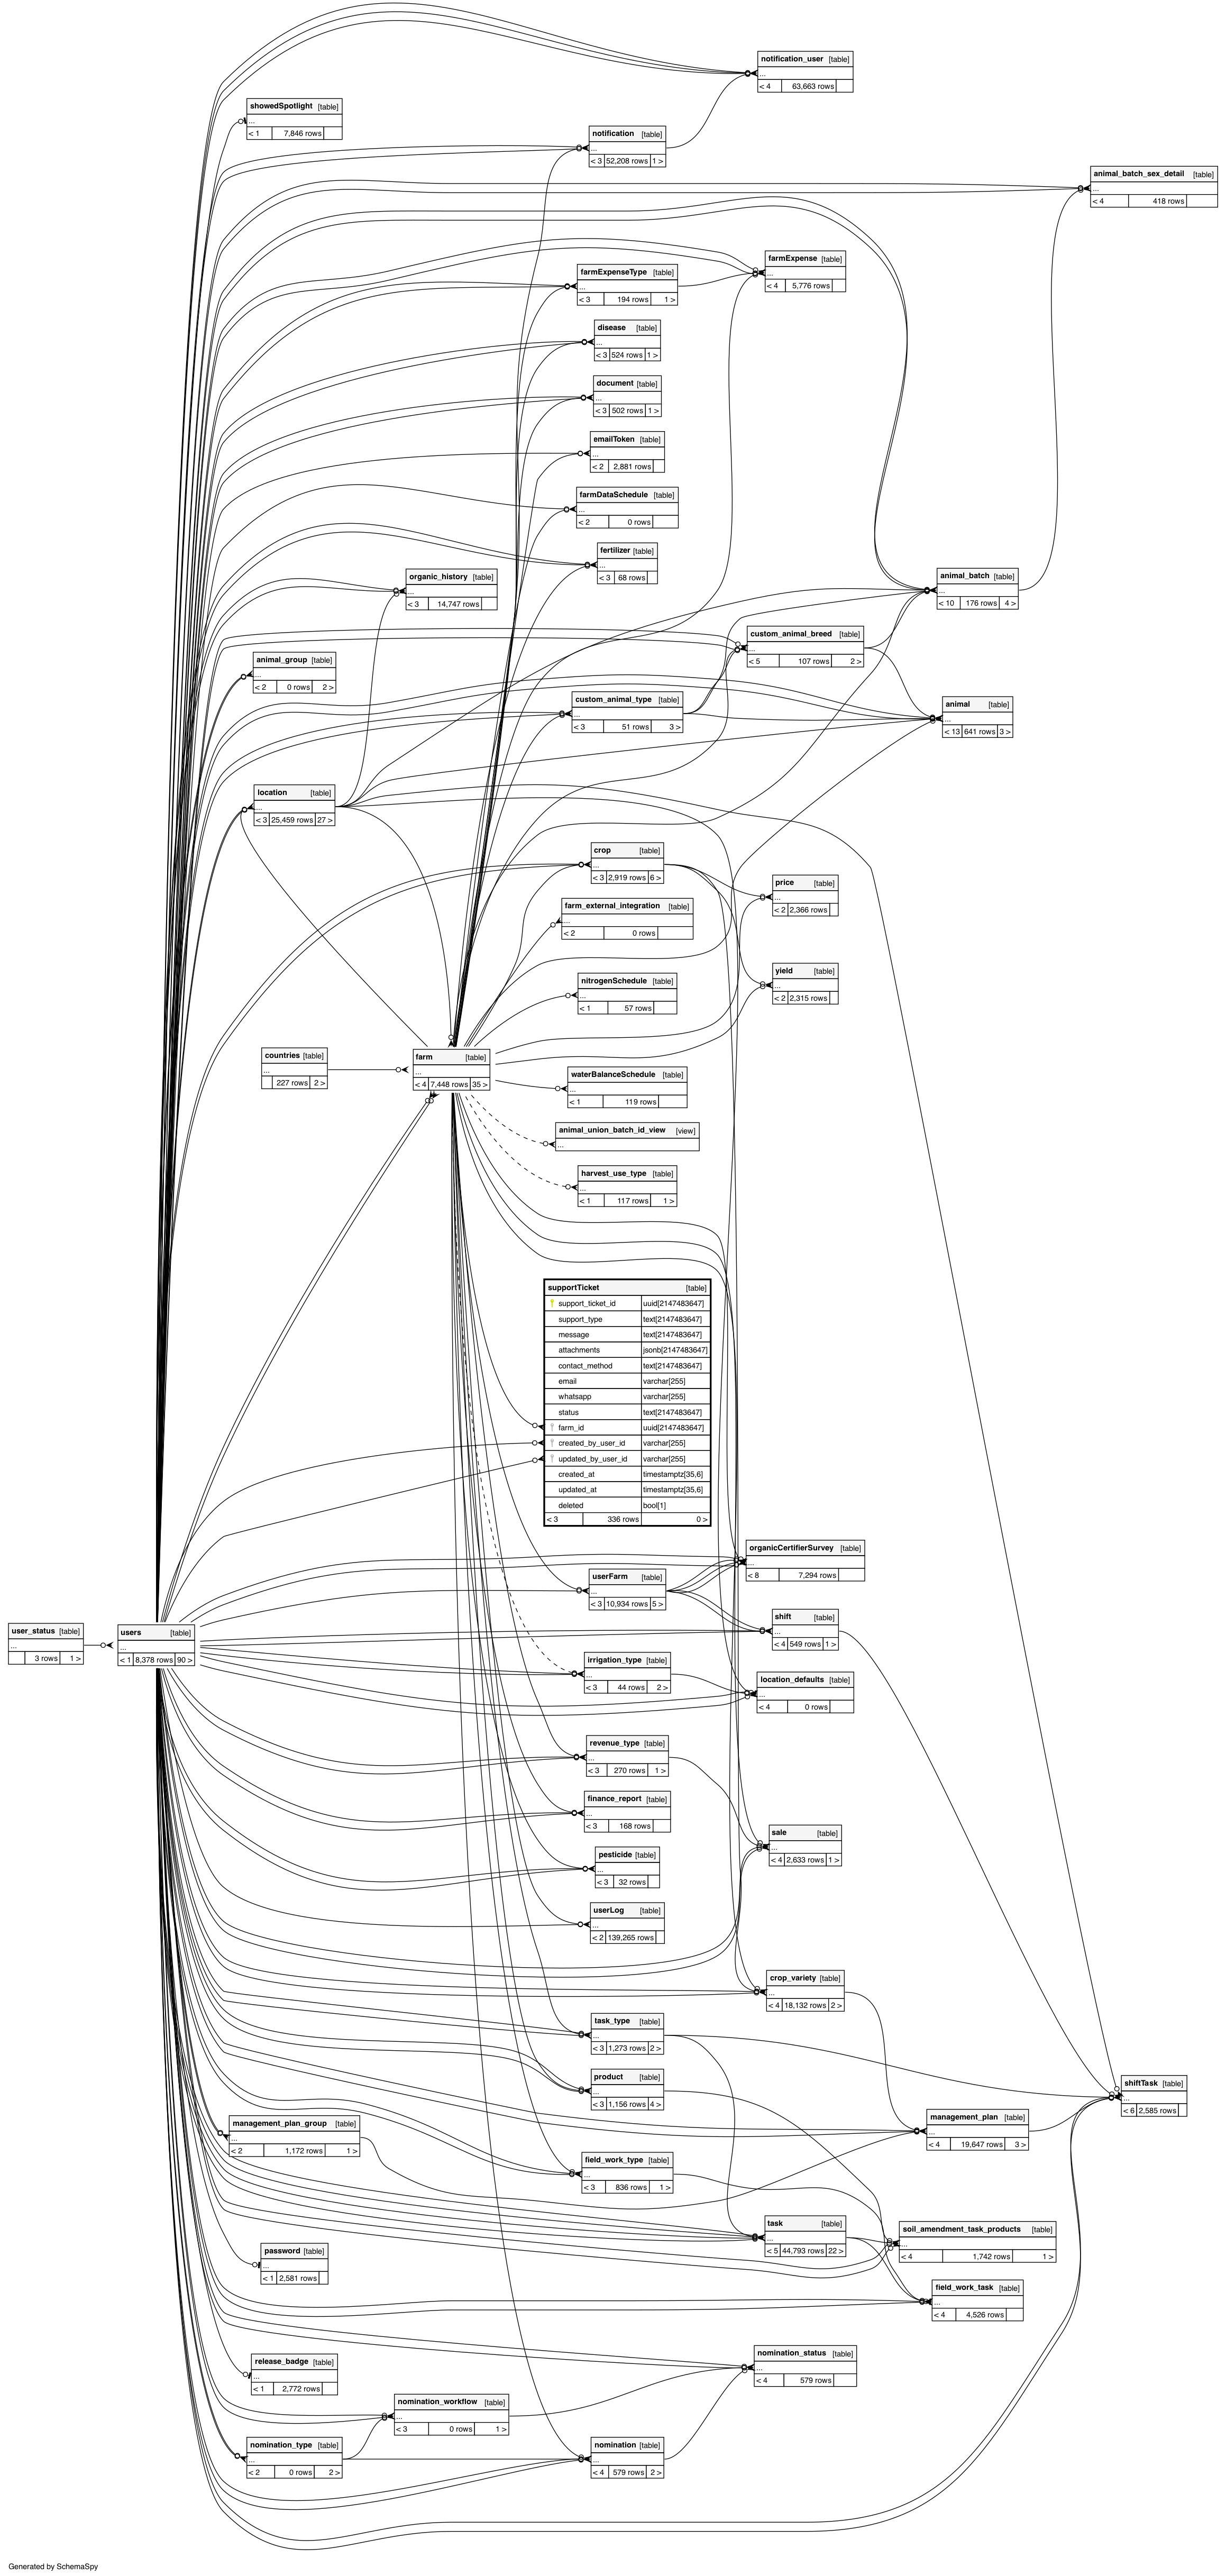 notification_user [table]
...
< 4 63,663 rows
showedSpotlight [table]
...
< 1 7,846 rows
notification [table]
...
< 3 52,208 rows 1 >
animal_batch_sex_detail [table]
...
< 4 418 rows
farmExpense [table]
...
< 4 5,776 rows
farmExpenseType [table]
...
< 3 194 rows 1 >
disease [table]
...
< 3 524 rows 1 >
document [table]
...
< 3 502 rows 1 >
emailToken [table]
...
< 2 2,881 rows
farmDataSchedule [table]
...
< 2 0 rows
fertilizer [table]
...
< 3 68 rows
organic_history [table]
...
< 3 14,747 rows
animal_batch [table]
...
< 10 176 rows 4 >
custom_animal_breed [table]
...
< 5 107 rows 2 >
animal_group [table]
...
< 2 0 rows 2 >
custom_animal_type [table]
...
< 3 51 rows 3 >
animal [table]
...
< 13 641 rows 3 >
location [table]
...
< 3 25,459 rows 27 >
crop [table]
...
< 3 2,919 rows 6 >
price [table]
...
< 2 2,366 rows
farm_external_integration [table]
...
< 2 0 rows
yield [table]
...
< 2 2,315 rows
nitrogenSchedule [table]
...
< 1 57 rows
countries [table]
...
227 rows 2 >
farm [table]
...
< 4 7,448 rows 35 >
waterBalanceSchedule [table]
...
< 1 119 rows
animal_union_batch_id_view [view]
...
harvest_use_type [table]
...
< 1 117 rows 1 >
supportTicket [table]
support_ticket_id uuid[2147483647]
support_type text[2147483647]
message text[2147483647]
attachments jsonb[2147483647]
contact_method text[2147483647]
email varchar[255]
whatsapp varchar[255]
status text[2147483647]
farm_id uuid[2147483647]
created_by_user_id varchar[255]
updated_by_user_id varchar[255]
created_at timestamptz[35,6]
updated_at timestamptz[35,6]
deleted bool[1]
< 3 336 rows 0 >
organicCertifierSurvey [table]
...
< 8 7,294 rows
userFarm [table]
...
< 3 10,934 rows 5 >
shift [table]
...
< 4 549 rows 1 >
user_status [table]
...
3 rows 1 >
users [table]
...
< 1 8,378 rows 90 >
irrigation_type [table]
...
< 3 44 rows 2 >
location_defaults [table]
...
< 4 0 rows
revenue_type [table]
...
< 3 270 rows 1 >
finance_report [table]
...
< 3 168 rows
sale [table]
...
< 4 2,633 rows 1 >
pesticide [table]
...
< 3 32 rows
userLog [table]
...
< 2 139,265 rows
crop_variety [table]
...
< 4 18,132 rows 2 >
task_type [table]
...
< 3 1,273 rows 2 >
product [table]
...
< 3 1,156 rows 4 >
shiftTask [table]
...
< 6 2,585 rows
management_plan_group [table]
...
< 2 1,172 rows 1 >
management_plan [table]
...
< 4 19,647 rows 3 >
field_work_type [table]
...
< 3 836 rows 1 >
task [table]
...
< 5 44,793 rows 22 >
soil_amendment_task_products [table]
...
< 4 1,742 rows 1 >
password [table]
...
< 1 2,581 rows
field_work_task [table]
...
< 4 4,526 rows
nomination_status [table]
...
< 4 579 rows
release_badge [table]
...
< 1 2,772 rows
nomination_workflow [table]
...
< 3 0 rows 1 >
nomination_type [table]
...
< 2 0 rows 2 >
nomination [table]
...
< 4 579 rows 2 >
Generated by SchemaSpy